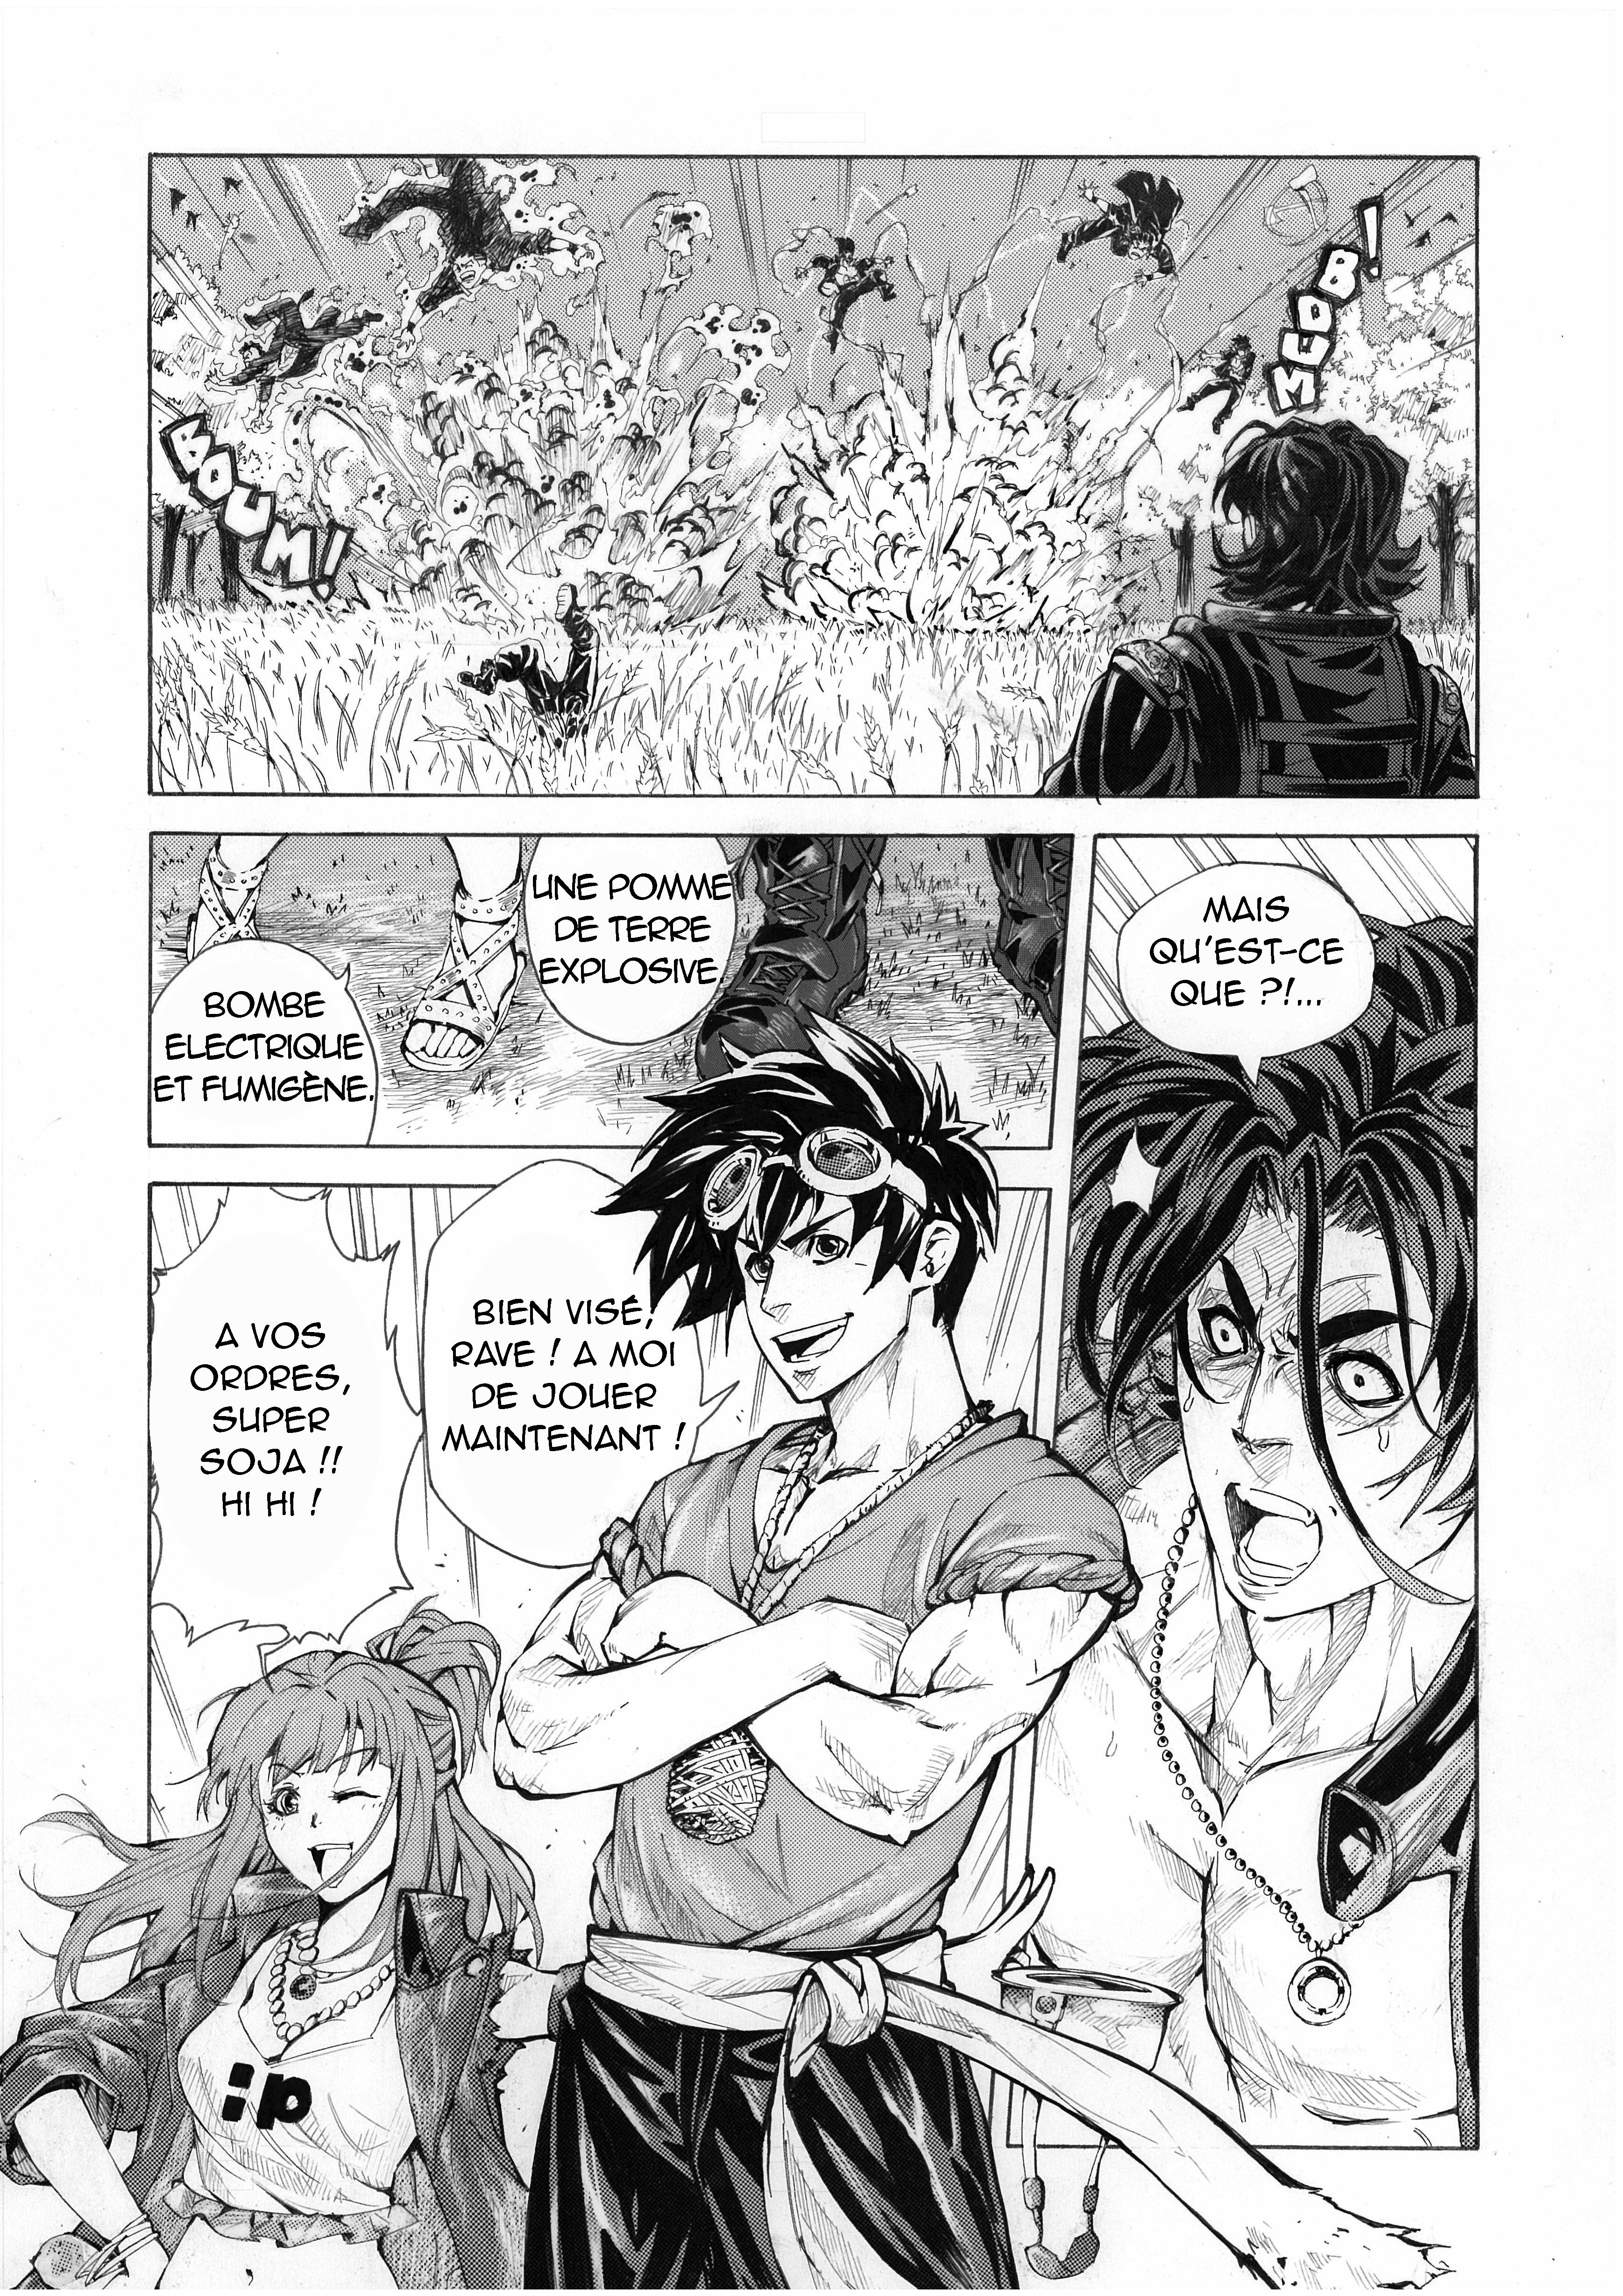 BOUM!
BOUM!
BOMBE
ELECTRIQUE
ET FUMIGÈNE.
UNE POMME
DE TERRE
EXPLOSIVE.
MAIS
QU'EST-CE
QUE ?!...
A VOS
ORDRES,
SUPER
SOJA !!
HI HI !
BIEN VISÉ,
RAVE ! A MOI
DE JOUER
MAINTENANT !
:p